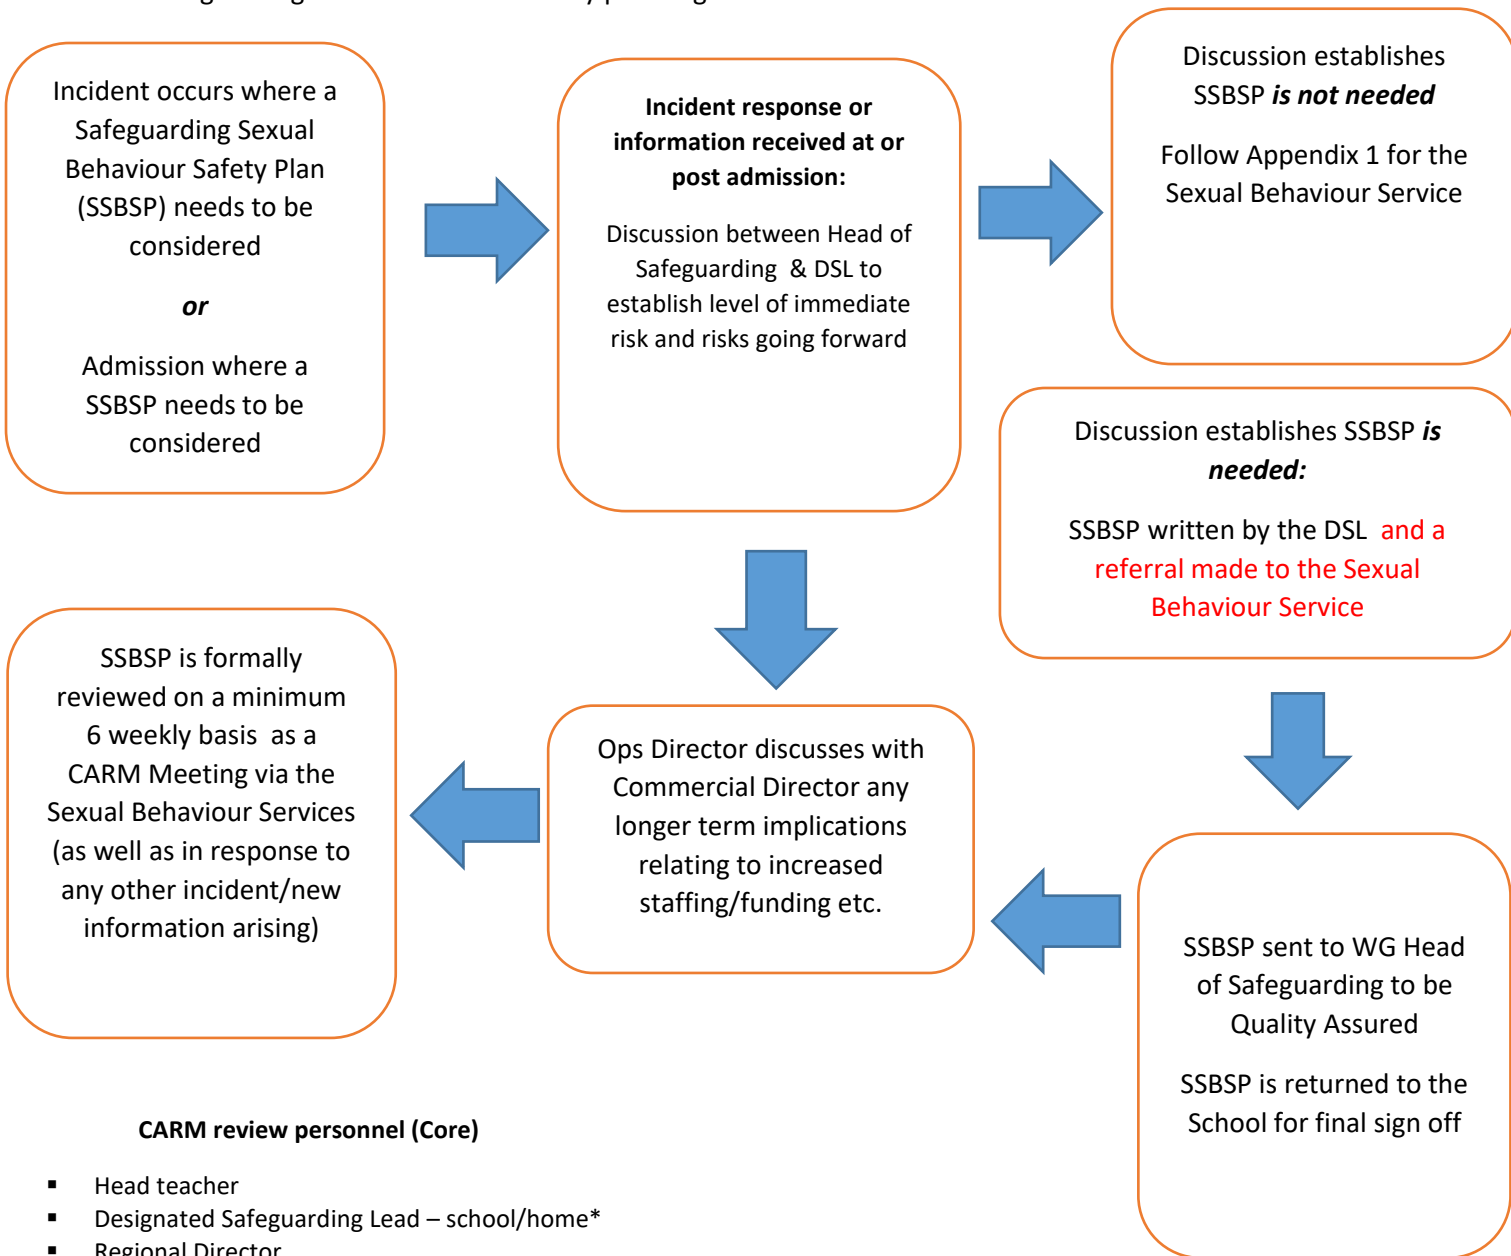 Incident occurs where a
Safeguarding Sexual
Behaviour Safety Plan
(SSBSP) needs to be
considered
or
Admission where a
SSBSP needs to be
considered
Incident response or
information received at or
post admission:
Discussion between Head of
Safeguarding & DSL to
establish level of immediate
risk and risks going forward
Discussion establishes
SSBSP is not needed
Follow Appendix 1 for the
Sexual Behaviour Service
Discussion establishes SSBSP is
needed:
SSBSP written by the DSL and a
referral made to the Sexual
Behaviour Service
SSBSP sent to WG Head
of Safeguarding to be
Quality Assured
SSBSP is returned to the
School for final sign off
Ops Director discusses with
Commercial Director any
longer term implications
relating to increased
staffing/funding etc.
SSBSP is formally
reviewed on a minimum
6 weekly basis as a
CARM Meeting via the
Sexual Behaviour Services
(as well as in response to
any other incident/new
information arising)
CARM review personnel (Core)
▪ Head teacher
▪ Designated Safeguarding Lead – school/home*
▪ Regional Director